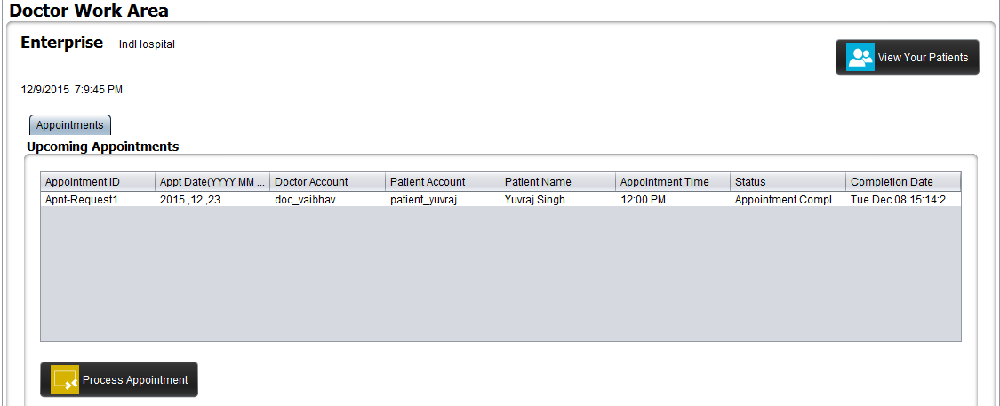 Doctor Work Area
Enterprise IndHospital
View Your Patients
12/9/2015 7:9:45 PM
Appointments
Upcoming Appointments
Appointment ID Appt Date(YYYY MM ... Doctor Account Patient Account Patient Name Appointment Time Status Completion Date
Apnt-Request1 2015 ,12 ,23 doc_vaibhav patient_yuvraj Yuvraj Singh 12:00 PM Appointment Compl... Tue Dec 08 15:14:2...
Process Appointment